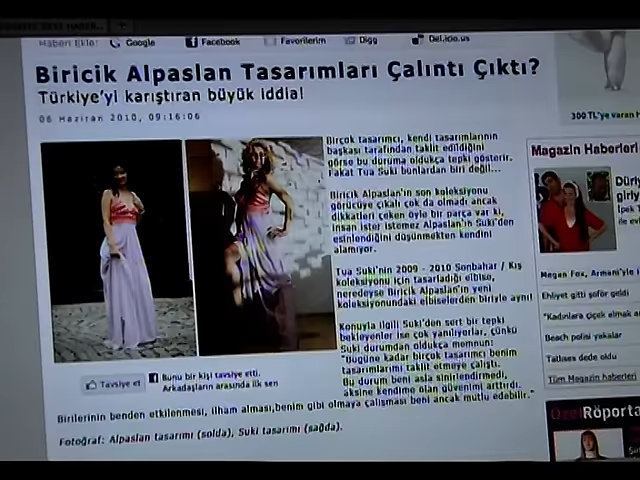 Haberi Ekle:
Google
Facebook
Favorilerim
Digg
Del.icio.us
Biricik Alpaslan Tasarımları Çalıntı Çıktı?
Türkiye'yi karıştıran büyük iddia!
06 Haziran 2010, 09:16:06
300 TL'ye varan
Birçok tasarımcı, kendi tasarımlarının
başkası tarafından taklit edildiğini
görse bu duruma oldukça tepki gösterir.
Fakat Tua Suki bunlardan biri değil...
Biricik Alpaslan'ın son koleksiyonu
görücüye çıkalı çok da olmadı ancak
dikkatleri çeken öyle bir parça var ki,
insan ister istemez Alpaslan'ın Suki'den
esinlendiğini düşünmekten kendini
alamıyor.
Tua Suki'nin 2009 - 2010 Sonbahar / Kış
koleksiyonu için tasarladığı elbise,
neredeyse Biricik Alpaslan'ın yeni
koleksiyonundaki elbiselerden biriyle aynı!
Konuyla ilgili Suki'den sert bir tepki
bekleyenler ise çok yanılıyorlar, çünkü
Suki durumdan oldukça memnun:
"Bugüne kadar birçok tasarımcı benim
tasarımlarımı taklit etmeye çalıştı.
Bu durum beni asla sinirlendirmedi,
aksine kendime olan güvenimi arttırdı.
Birilerinin benden etkilenmesi, ilham alması,benim gibi olmaya çalışması beni ancak mutlu edebilir."
Tavsiye et
Bunu bir kişi tavsiye etti.
Arkadaşların arasında ilk sen
Fotoğraf: Alpaslan tasarımı (solda), Suki tasarımı (sağda).
Magazin Haberleri
giriy
İpek
ile evl
Megan Fox, Armani'yle
Ehliyet gitti şoför geldi
"Kadınlara çiçek almak
Beach polisi yakalar
Tatlıses dede oldu
Tüm Magazin haberleri
Özel Röporta